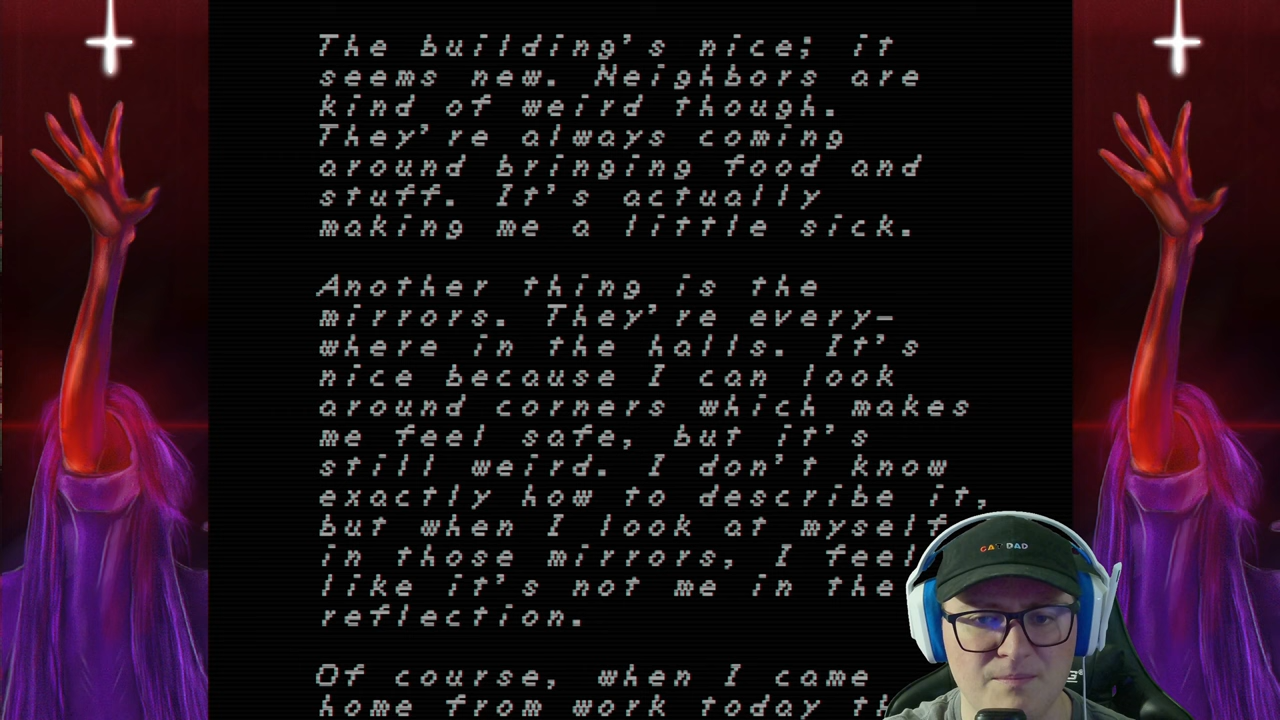 The building's nice; it
seems new. Neighbors are
kind of weird though.
They're always coming
around bringing food and
stuff. It's actually
making me a little sick.
Another thing is the
mirrors. They're every-
where in the halls. It's
nice because I can look
around corners which makes
me feel safe, but it's
still weird. I don't know
exactly how to describe it,
but when I look at myself
in those mirrors, I feel
like it's not me in the
reflection.
Of course, when I came
home from work today
CAT DAD